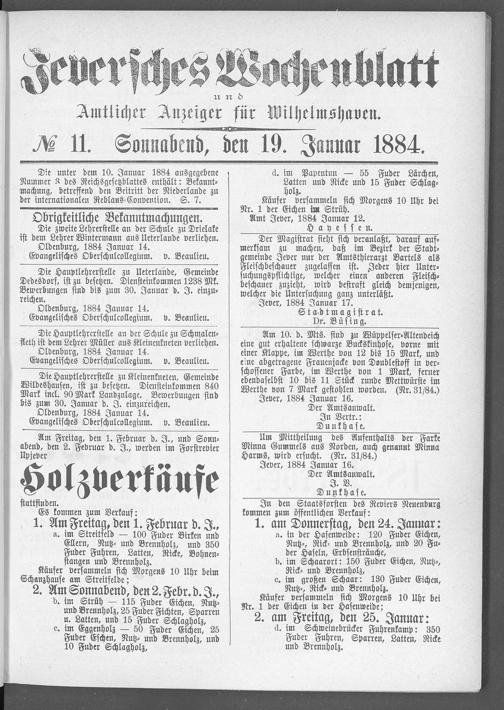 Jeversches Wochenblatt
und
Amtlicher Anzeiger für Wilhelmshaven.
№ 11. Sonnabend, den 19. Januar 1884.
Die unter dem 10. Januar 1884 ausgegebene
Nummer 3 des Reichsgesetzblattes enthält: Bekannt-
machung, betreffend den Beitritt der Niederlande zu
der internationalen Reblaus-Convention. S. 7.
Obrigkeitliche Bekanntmachungen.
Die zweite Lehrerstelle an der Schule zu Drielake
ist dem Lehrer Wintermann aus Ueterlande verliehen.
Oldenburg, 1884 Januar 14.
Evangelisches Oberschulcollegium. v. Beaulieu.
Die Hauptlehrerstelle zu Ueterlande, Gemeinde
Dedesdorf, ist zu besetzen. Diensteinkommen 1238 Mk.
Bewerbungen sind bis zum 30. Januar d. J. einzu-
reichen.
Oldenburg, 1884 Januar 14.
Evangelisches Oberschulcollegium. v. Beaulieu.
Die Hauptlehrerstelle an der Schule zu Schmalen-
fleth ist dem Lehrer Müller aus Kleinenkneten verliehen.
Oldenburg, 1884 Januar 14.
Evangelisches Oberschulcollegium. v. Beaulieu.
Die Hauptlehrerstelle zu Kleinenkneten, Gemeinde
Wildeshausen, ist zu besetzen. Diensteinkommen 840
Mark incl. 90 Mark Landzulage. Bewerbungen sind
bis zum 30. Januar d. J. einzureichen.
Oldenburg, 1884 Januar 14.
Evangelisches Oberschulcollegium. v. Beaulieu.
Am Freitag, den 1. Februar d. J., und Sonn-
abend, den 2. Februar d. J., werden im Forstrevier
Upjever
Holzverkäufe
stattfinden.
Es kommen zum Verkauf:
1. Am Freitag, den 1. Februar d. J.,
a. im Streitfeld — 100 Fuder Birken und
Ellern, Nutz- und Brennholz, und 350
Fuder Fuhren, Latten, Ricke, Bohnen-
stangen und Brennholz.
Käufer versammeln sich Morgens 10 Uhr beim
Schanzhause am Streitfelde;
2. Am Sonnabend, den 2. Febr. d. J.,
b. im Strüh — 115 Fuder Eichen, Nutz-
und Brennholz, 25 Fuder Fichten, Sparren
u. Latten, und 15 Fuder Schlagholz,
c. im Eggenholz — 50 Fuder Eichen, 25
Fuder Eschen, Nutz- und Brennholz, und
10 Fuder Schlagholz,
d. im Papentun — 55 Fuder Lärchen,
Latten und Ricke und 15 Fuder Schlag-
holz.
Käufer versammeln sich Morgens 10 Uhr bei
Nr. 1 der Eichen im Strüh.
Amt Jever, 1884 Januar 12.
Hayessen.
Der Magistrat sieht sich veranlaßt, darauf auf-
merksam zu machen, daß im Bezirk der Stadt-
gemeinde Jever nur der Amtsthierarzt Bartels als
Fleischbeschauer zugelassen ist. Jeder hier Unter-
suchungspflichtige, welcher einen anderen Fleisch-
beschauer zuzieht, wird bestraft gleich demjenigen,
welcher die Untersuchung ganz unterläßt.
Jever, 1884 Januar 17.
Stadtmagistrat.
Dr. Büsing.
Am 10. d. Mts. sind zu Wüppelser-Altendeich
eine gut erhaltene schwarze Buckskinhose, vorne mit
einer Klappe, im Werthe von 12 bis 15 Mark, und
eine abgetragene Frauenjacke von Doubelstoff in ver-
schossener Farbe, im Werthe von 1 Mark, ferner
ebendaselbst 10 bis 11 Stück runde Mettwürste im
Werthe von 7 Mark gestohlen worden. (Nr. 31/84.)
Jever, 1884 Januar 16.
Der Amtsanwalt.
In Vertr.:
Dunkhase.
Um Mittheilung des Aufenthalts der Farke
Minna Gummels aus Norden, auch genannt Minna
Harms, wird ersucht. (Nr. 31/84.)
Jever, 1884 Januar 16.
Der Amtsanwalt.
J. V.
Dunkhase.
In den Staatsforsten des Reviers Neuenburg
kommen zum öffentlichen Verkauf:
1. am Donnerstag, den 24. Januar:
a. in der Hasenweide: 120 Fuder Eichen,
Nutz-, Rick- und Brennholz, und 20 Fu-
der Haseln, Erbsensträuche,
b. im Schaarort: 150 Fuder Eichen, Nutz-,
Rick- und Brennholz,
c. im großen Schaar: 130 Fuder Eichen,
Nutz-, Rick- und Brennholz.
Käufer versammeln sich Morgens 10 Uhr bei
Nr. 1 der Eichen in der Hasenweide;
2. am Freitag, den 25. Januar:
d. im Schweinebrücker Fuhrenkamp: 350
Fuder Fuhren, Sparren, Latten, Ricke
und Brennholz.